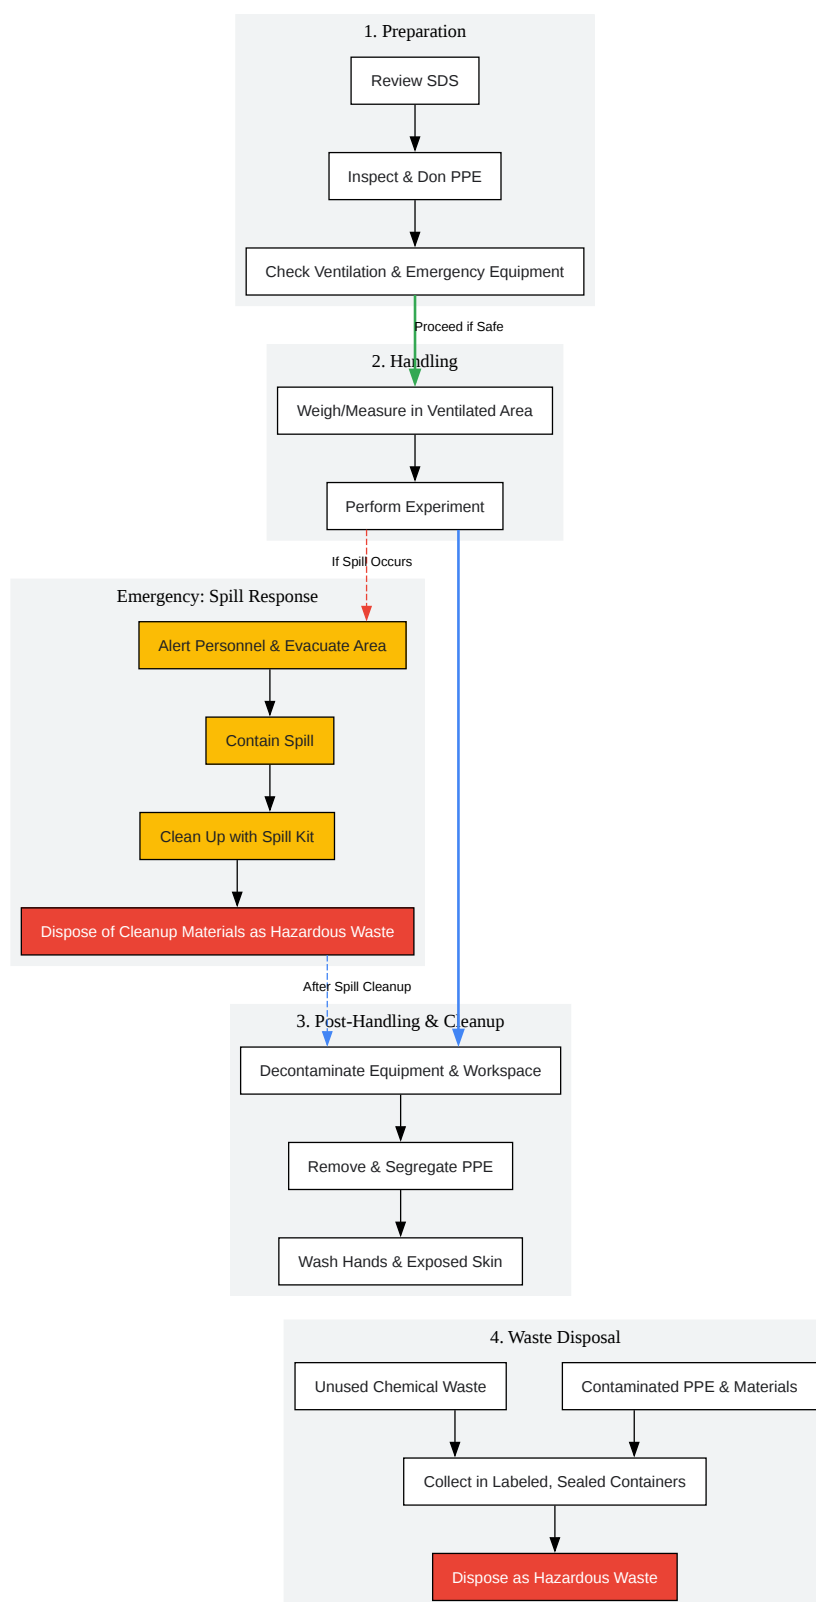 1. Preparation
Review SDS
Inspect & Don PPE
Check Ventilation & Emergency Equipment
Proceed if Safe
2. Handling
Weigh/Measure in Ventilated Area
Perform Experiment
If Spill Occurs
Emergency: Spill Response
Alert Personnel & Evacuate Area
Contain Spill
Clean Up with Spill Kit
Dispose of Cleanup Materials as Hazardous Waste
After Spill Cleanup
3. Post-Handling & Cleanup
Decontaminate Equipment & Workspace
Remove & Segregate PPE
Wash Hands & Exposed Skin
4. Waste Disposal
Unused Chemical Waste
Contaminated PPE & Materials
Collect in Labeled, Sealed Containers
Dispose as Hazardous Waste